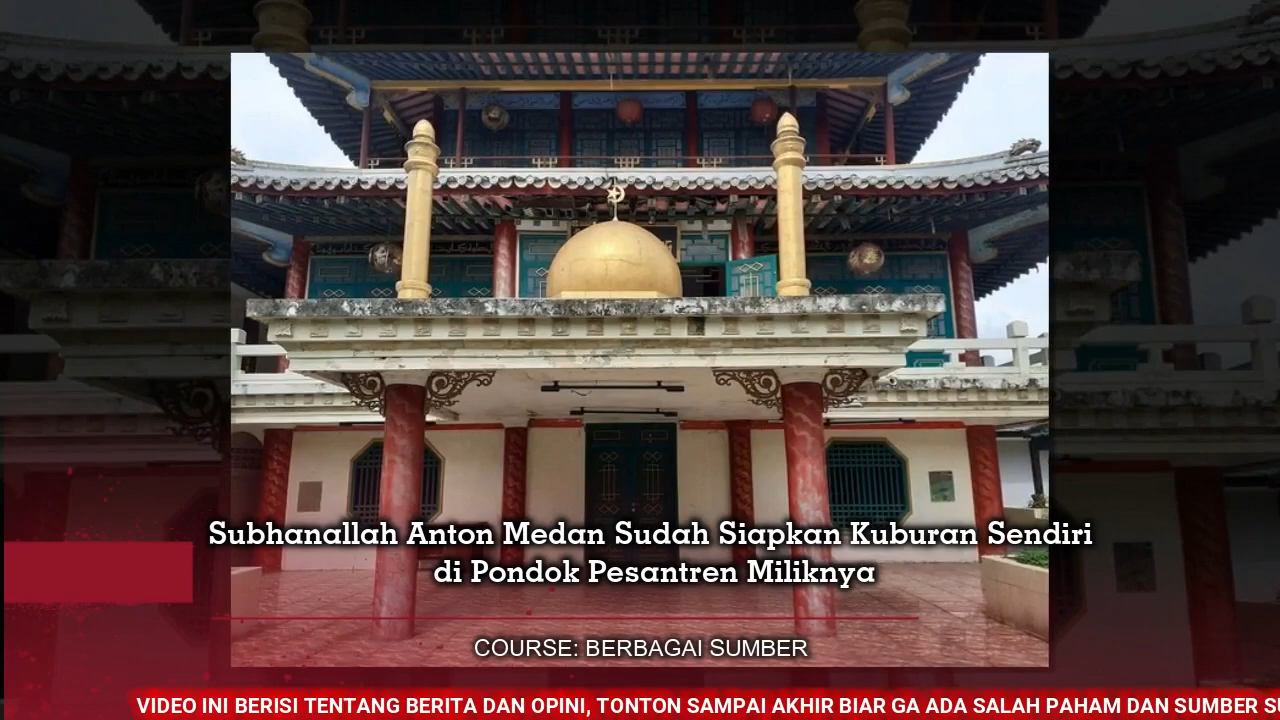 Subhanallah Anton Medan Sudah Siapkan Kuburan Sendiri
di Pondok Pesantren Miliknya
COURSE: BERBAGAI SUMBER
VIDEO INI BERISI TENTANG BERITA DAN OPINI, TONTON SAMPAI AKHIR BIAR GA ADA SALAH PAHAM DAN SUMBER